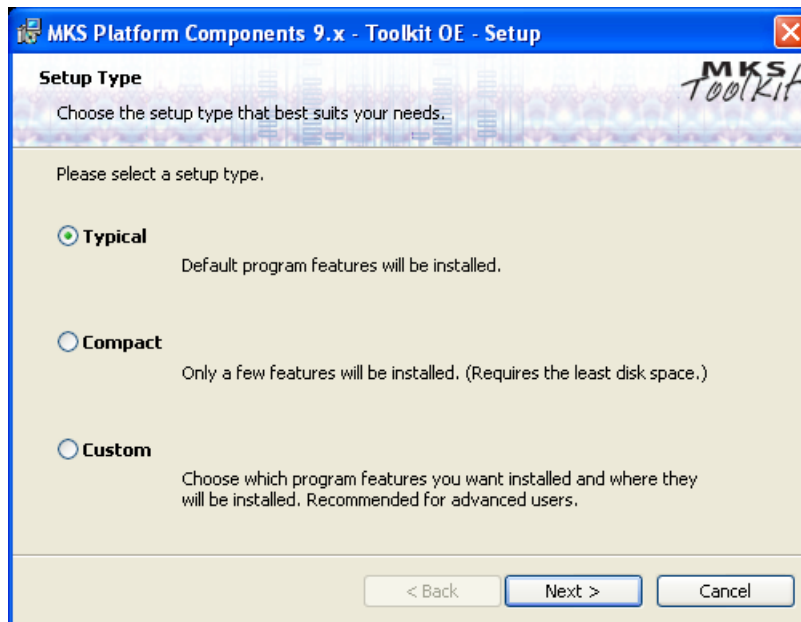 MKS Platform Components 9.x - Toolkit OE - Setup
Setup Type
MKS
Toolkit
Choose the setup type that best suits your needs.
Please select a setup type.
Typical
Default program features will be installed.
Compact
Only a few features will be installed. (Requires the least disk space.)
Custom
Choose which program features you want installed and where they
will be installed. Recommended for advanced users.
< Back
Next >
Cancel